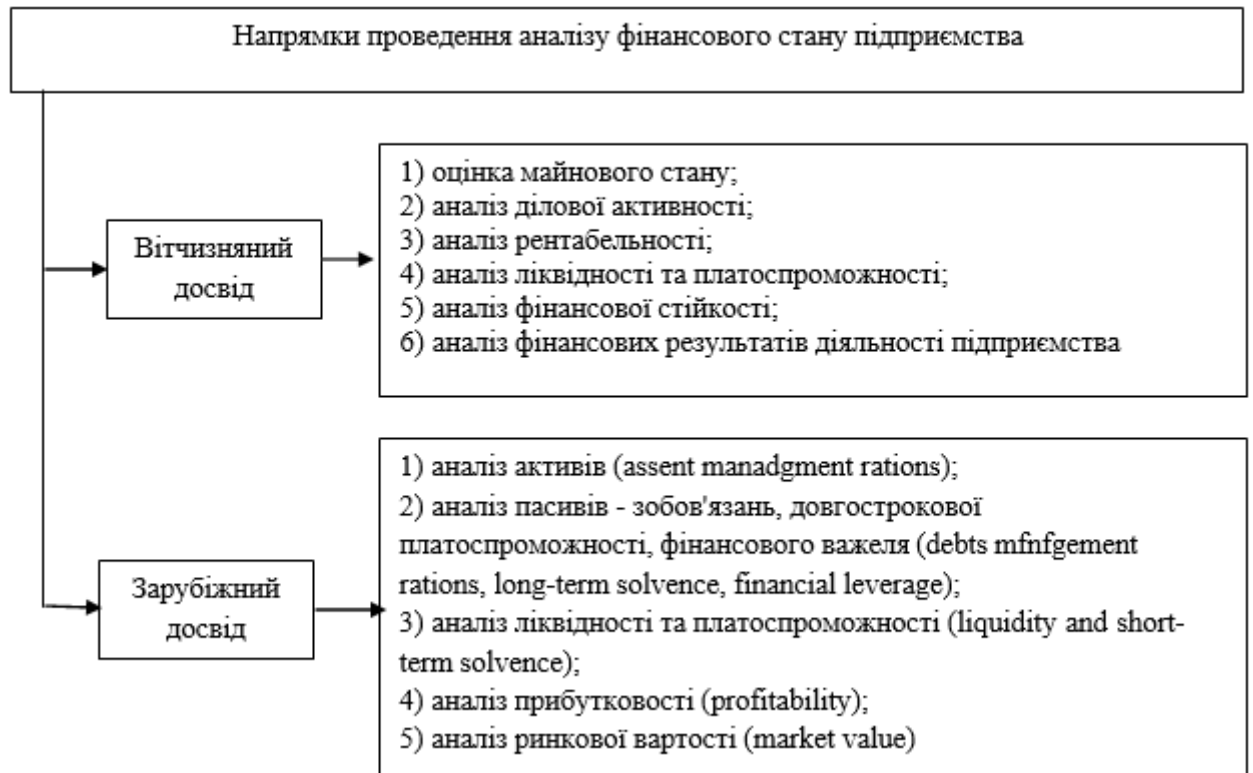 Напрямки проведення аналізу фінансового стану підприємства
Вітчизняний
досвід
1) оцінка майнового стану;
2) аналіз ділової активності;
3) аналіз рентабельності;
4) аналіз ліквідності та платоспроможності;
5) аналіз фінансової стійкості;
6) аналіз фінансових результатів діяльності підприємства
Зарубіжний
досвід
1) аналіз активів (assent manadgment rations);
2) аналіз пасивів - зобов'язань, довгострокової
платоспроможності, фінансового важеля (debts mfnfgement
rations, long-term solvence, financial leverage);
3) аналіз ліквідності та платоспроможності (liquidity and short-
term solvence);
4) аналіз прибутковості (profitability);
5) аналіз ринкової вартості (market value)